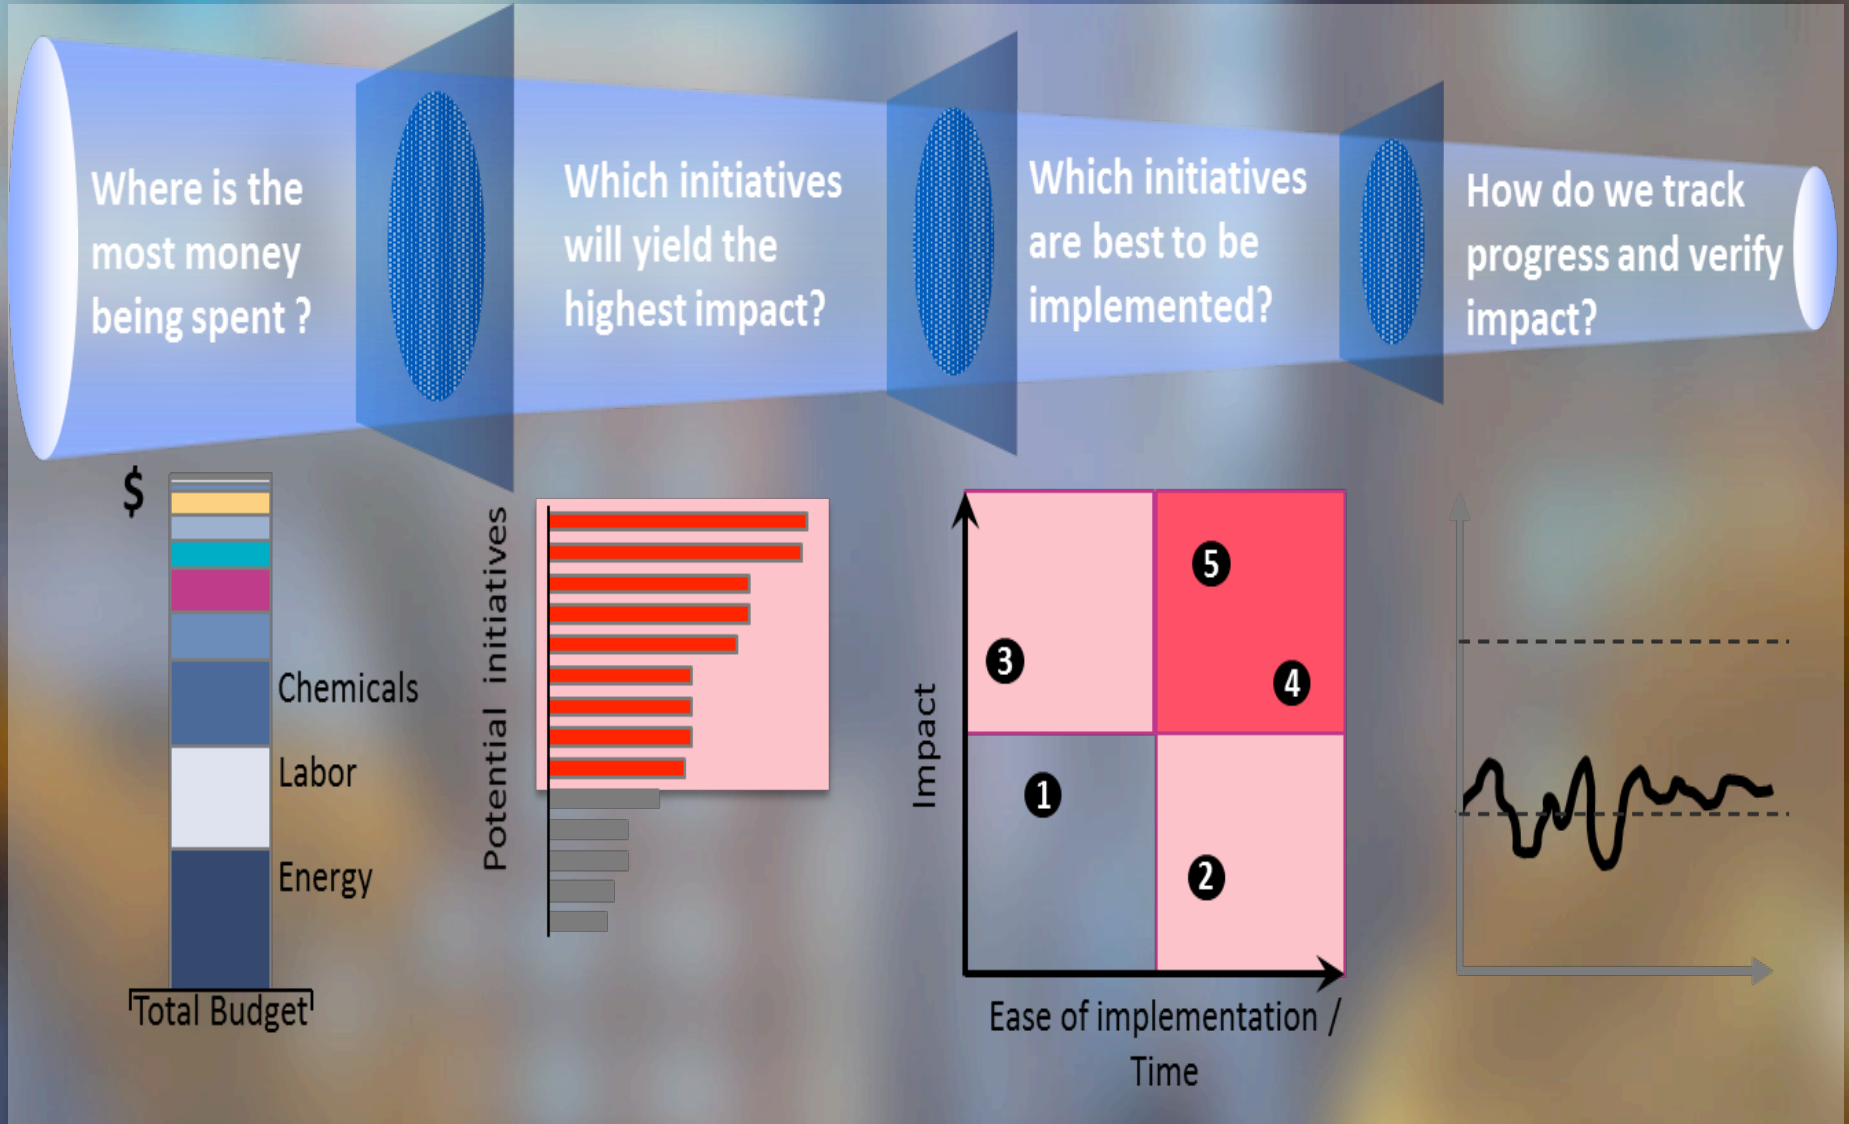 Where is the
most money
being spent ?
Which initiatives
will yield the
highest impact?
Which initiatives
are best to be
implemented?
How do we track
progress and verify
impact?
$
Chemicals
Labor
Energy
Total Budget
Potential initiatives
Impact
5
3
4
1
2
Ease of implementation /
Time